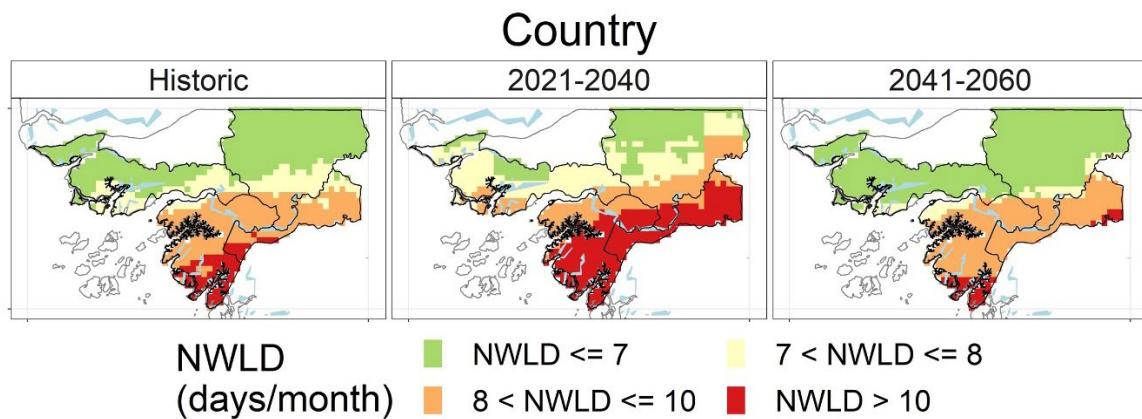 Country
Historic
2021-2040
2041-2060
NWLD
(days/month)
NWLD <= 7
7 < NWLD <= 8
8 < NWLD <= 10
NWLD > 10